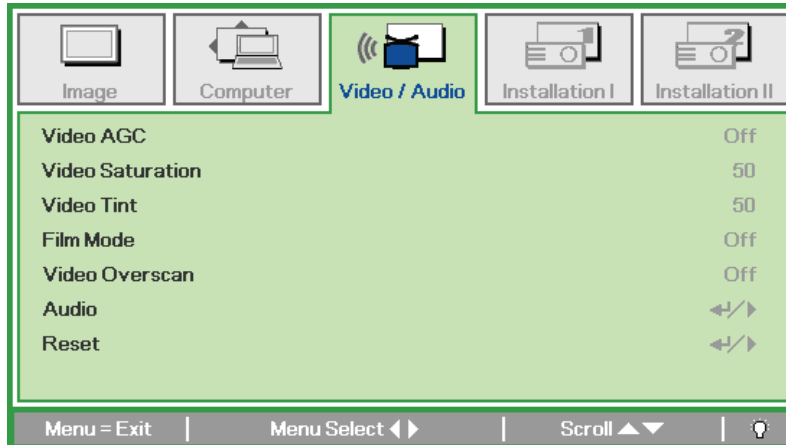 Image Computer Video / Audio Installation I Installation II
Video AGC Off
Video Saturation 50
Video Tint 50
Film Mode Off
Video Overscan Off
Audio
Reset
Menu = Exit Menu Select Scroll